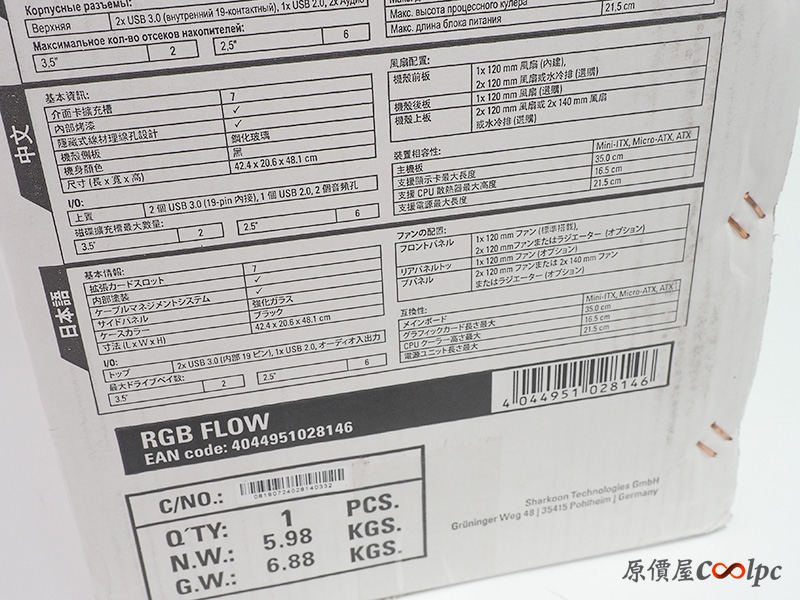 Корпусные разъемы:
Верхняя 2x USB 3.0 (внутренний 19-контактный), 1x USB 2.0, 2x Аудио
Максимальное кол-во отсеков накопителей:
3,5" 2 2,5" 6
Макс. высота процессного кулера
Макс. длина блока питания 21.5 cm
中文
基本資訊:
介面卡擴充槽 7
內部烤漆 ✓
隱藏式線材理線孔設計 ✓
機殼側板 鋼化玻璃
機身顏色 黑
尺寸 (長 x 寬 x 高) 42.4 x 20.6 x 48.1 cm
I/O:
上置 2 個 USB 3.0 (19-pin 內接), 1 個 USB 2.0, 2 個音頻孔
磁碟擴充槽最大數量:
3.5" 2 2.5" 6
風扇配置:
機殼前板 1x 120 mm 風扇 (內建),
2x 120 mm 風扇或水冷排 (選購)
機殼後板 1x 120 mm 風扇 (選購)
機殼上板 2x 120 mm 風扇或 2x 140 mm 風扇
或水冷排 (選購)
裝置相容性:
主機板 Mini-ITX, Micro-ATX, ATX
支援顯示卡最大長度 35.0 cm
支援 CPU 散熱器最大高度 16.5 cm
支援電源最大長度 21.5 cm
日本語
基本情報:
拡張カードスロット 7
内部塗装 ✓
ケーブルマネジメントシステム ✓
サイドパネル 強化ガラス
ケースカラー ブラック
寸法 (L x W x H) 42.4 x 20.6 x 48.1 cm
I/O:
トップ 2x USB 3.0 (内部 19 ピン), 1x USB 2.0, オーディオ入出力
最大ドライブベイ数:
3.5" 2 2.5" 6
ファンの配置:
フロントパネル 1x 120 mm ファン (標準搭載),
2x 120 mm ファンまたはラジエーター (オプション)
リアパネルトッ 1x 120 mm ファン (オプション)
プパネル 2x 120 mm ファンまたは 2x 140 mm ファン
またはラジエーター (オプション)
互換性:
メインボード Mini-ITX, Micro-ATX, ATX
グラフィックカード長さ最大 35.0 cm
CPU クーラー高さ最大 16.5 cm
電源ユニット長さ最大 21.5 cm
RGB FLOW
EAN code: 4044951028146
4 044951 028146
C/NO.: 081907240281400332
Q'TY: 1 PCS.
N.W.: 5.98 KGS.
G.W.: 6.88 KGS.
Sharkoon Technologies GmbH
Grüninger Weg 48 | 35415 Pohlheim | Germany
原價屋Coolpc